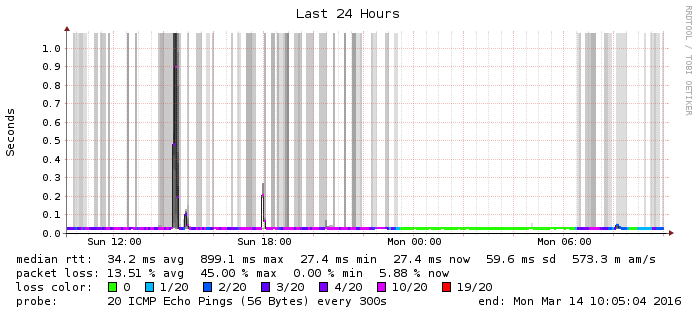 Last 24 Hours
RRDTOOL / TOBI OETIKER
Seconds
1.0
0.9
0.8
0.7
0.6
0.5
0.4
0.3
0.2
0.1
0.0
Sun 12:00 Sun 18:00 Mon 00:00 Mon 06:00
median rtt: 34.2 ms avg 899.1 ms max 27.4 ms min 27.4 ms now 59.6 ms sd 573.3 m am/s
packet loss: 13.51 % avg 45.00 % max 0.00 % min 5.88 % now
loss color: 0 1/20 2/20 3/20 4/20 10/20 19/20
probe: 20 ICMP Echo Pings (56 Bytes) every 300s end: Mon Mar 14 10:05:04 2016